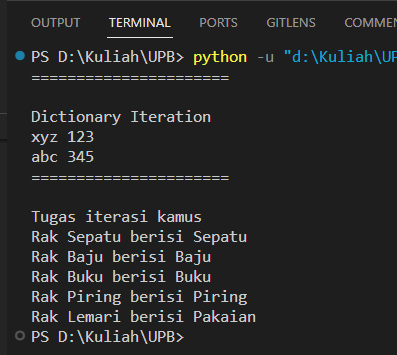 OUTPUT TERMINAL PORTS GITLENS COMMEN
PS D:\Kuliah\UPB> python -u "d:\Kuliah\UP
======================
Dictionary Iteration
xyz 123
abc 345
======================
Tugas iterasi kamus
Rak Sepatu berisi Sepatu
Rak Baju berisi Baju
Rak Buku berisi Buku
Rak Piring berisi Piring
Rak Lemari berisi Pakaian
PS D:\Kuliah\UPB>